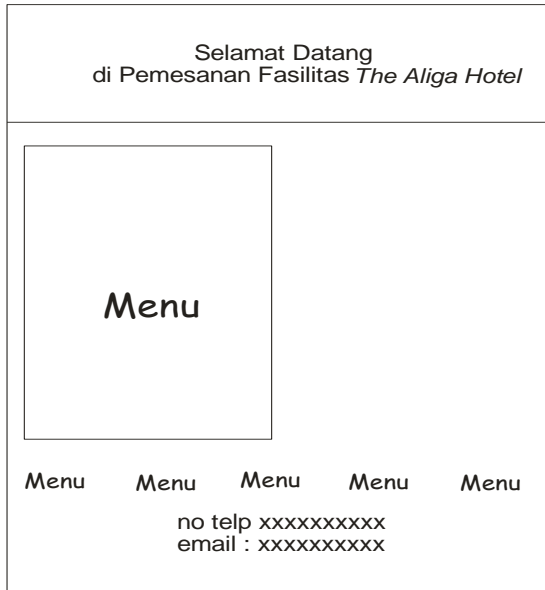 Selamat Datang
di Pemesanan Fasilitas The Aliga Hotel
Menu
Menu Menu Menu Menu Menu
no telp xxxxxxxxxx
email : xxxxxxxxxx